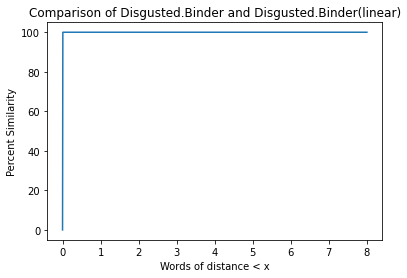 Comparison of Disgusted.Binder and Disgusted.Binder(linear)
100
80
60
40
20
0
Percent Similarity
0 1 2 3 4 5 6 7 8
Words of distance < x